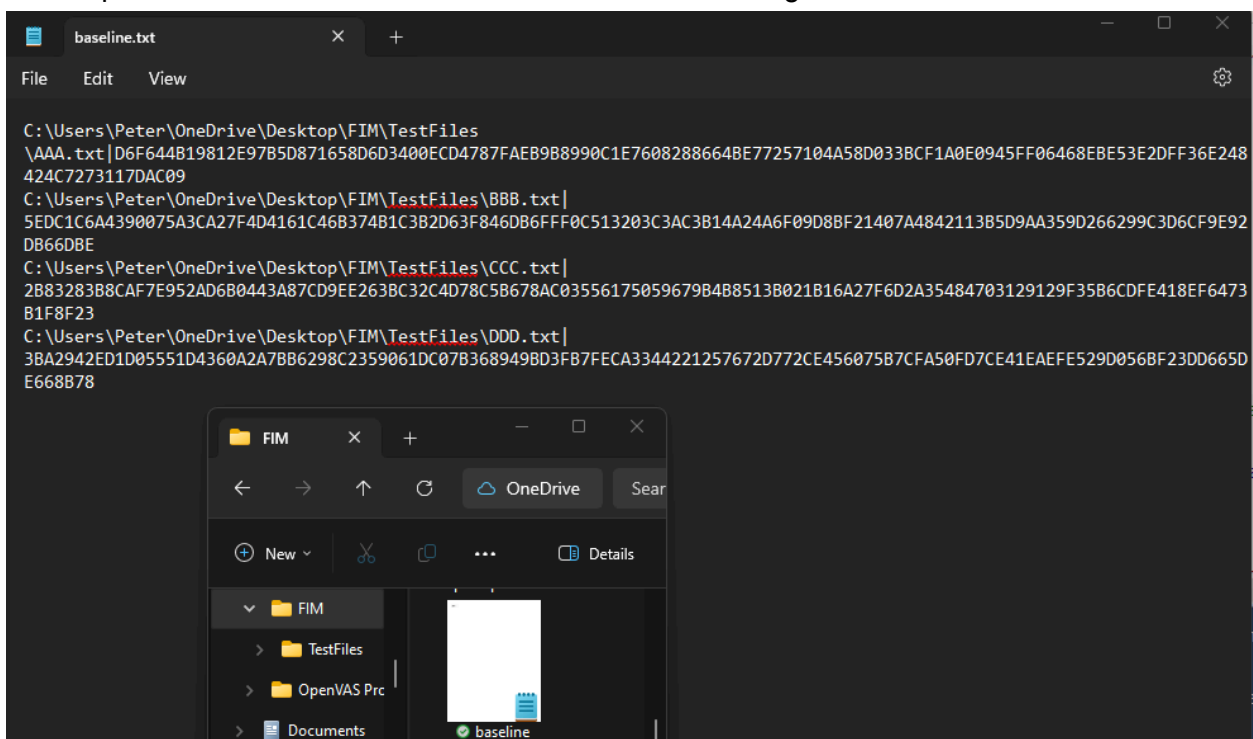 baseline.txt
File Edit View
C:\Users\Peter\OneDrive\Desktop\FIM\TestFiles
\AAA.txt|D6F644B19812E97B5D871658D6D3400ECD4787FAEB9B8990C1E7608288664BE77257104A58D033BCF1A0E0945FF06468EBE53E2DFF36E248
424C7273117DAC09
C:\Users\Peter\OneDrive\Desktop\FIM\TestFiles\BBB.txt|
5EDC1C6A4390075A3CA27F4D4161C46B374B1C3B2D63F846DB6FFF0C513203C3AC3B14A24A6F09D8BF21407A4842113B5D9AA359D266299C3D6CF9E92
DB66DBE
C:\Users\Peter\OneDrive\Desktop\FIM\TestFiles\CCC.txt|
2B83283B8CAF7E952AD6B0443A87CD9EE263BC32C4D78C5B678AC03556175059679B4B8513B021B16A27F6D2A35484703129129F35B6CDFE418EF6473
B1F8F23
C:\Users\Peter\OneDrive\Desktop\FIM\TestFiles\DDD.txt|
3BA2942ED1D05551D4360A2A7BB6298C2359061DC07B368949BD3FB7FECA3344221257672D772CE456075B7CFA50FD7CE41EAEFE529D056BF23DD665D
E668B78
FIM
OneDrive Sear
New Details
FIM
TestFiles
OpenVAS Prc
Documents
baseline